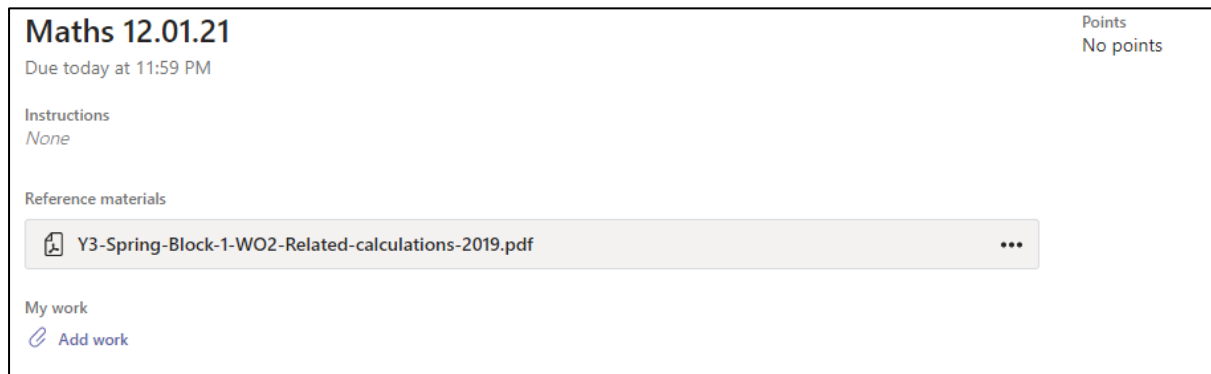 Maths 12.01.21
Due today at 11:59 PM
Points
No points
Instructions
None
Reference materials
Y3-Spring-Block-1-WO2-Related-calculations-2019.pdf
My work
Add work